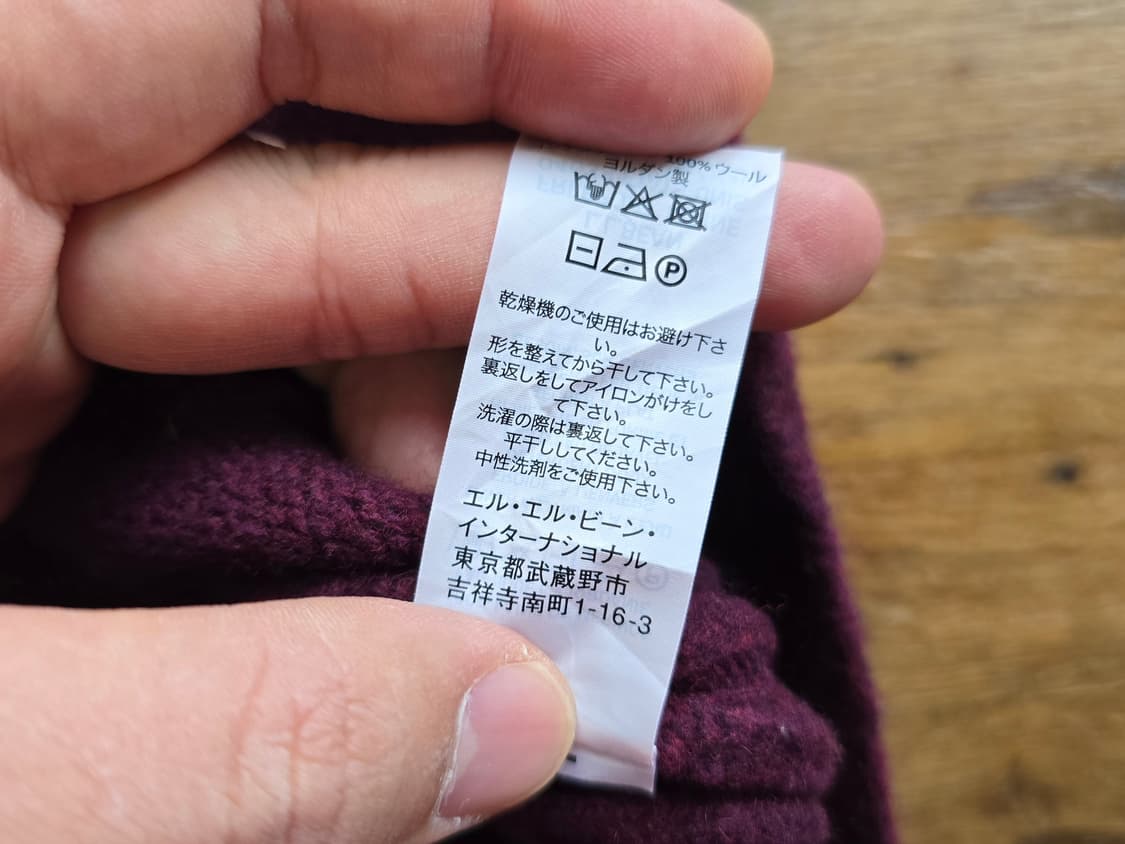 100%ウール
ヨルダン製
P
乾燥機のご使用はお避け下さ
い。
形を整えてから干して下さい。
裏返しをしてアイロンがけをし
て下さい。
洗濯の際は裏返して下さい。
平干ししてください。
中性洗剤をご使用下さい。
エル・エル・ビーン・
インターナショナル
東京都武蔵野市
吉祥寺南町1-16-3